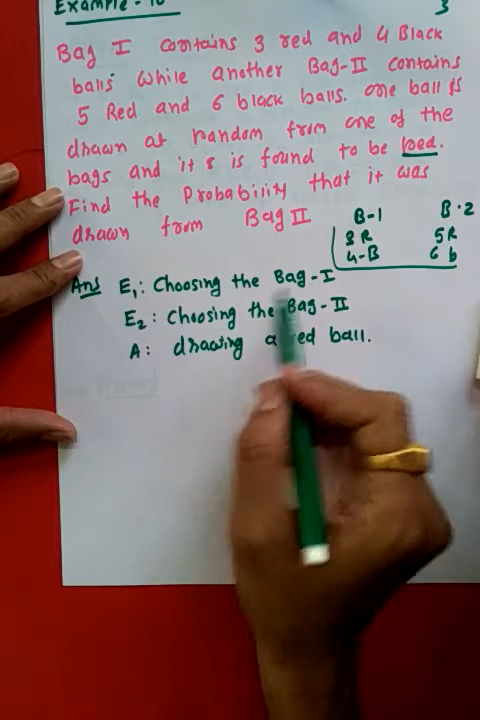 Example - 10
3
Bag I contains 3 red and 4 Black
balls while another Bag-II contains
5 Red and 6 black balls. one ball is
drawn at random from one of the
bags and it s is found to be red.
Find the Probability that it was
drawn from Bag II
B-1 B-2
3R 5R
4-B 6 b
Ans E1: Choosing the Bag-I
E2: Choosing the Bag-II
A: drawing a red ball.